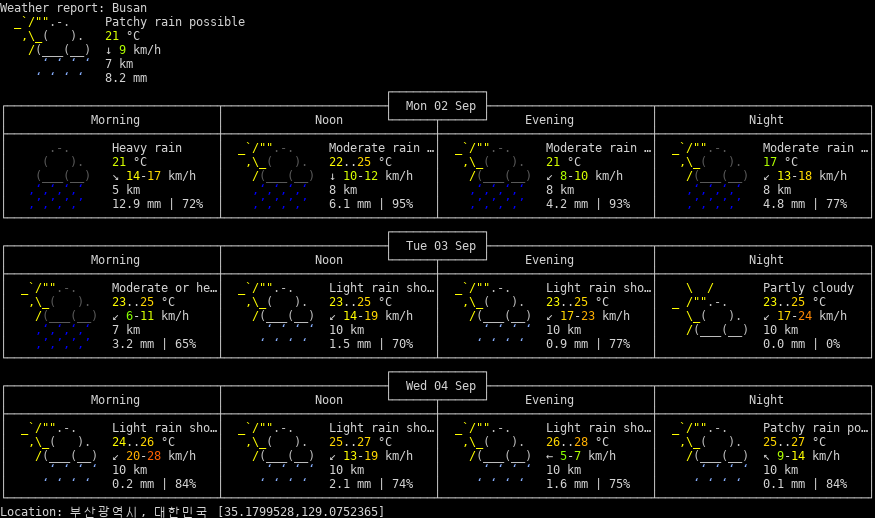 Weather report: Busan
Patchy rain possible
21 °C
↓ 9 km/h
7 km
8.2 mm
Mon 02 Sep
Morning Noon Evening Night
Heavy rain Moderate rain … Moderate rain … Moderate rain …
21 °C 22..25 °C 21 °C 17 °C
↘ 14-17 km/h ↓ 10-12 km/h ↙ 8-10 km/h ↙ 13-18 km/h
5 km 8 km 8 km 8 km
12.9 mm | 72% 6.1 mm | 95% 4.2 mm | 93% 4.8 mm | 77%
Tue 03 Sep
Morning Noon Evening Night
Moderate or he… Light rain sho… Light rain sho… Partly cloudy
23..25 °C 23..25 °C 23..25 °C 23..25 °C
↙ 6-11 km/h ↙ 14-19 km/h ↙ 17-23 km/h ↙ 17-24 km/h
7 km 10 km 10 km 10 km
3.2 mm | 65% 1.5 mm | 70% 0.9 mm | 77% 0.0 mm | 0%
Wed 04 Sep
Morning Noon Evening Night
Light rain sho… Light rain sho… Light rain sho… Patchy rain po…
24..26 °C 25..27 °C 26..28 °C 25..27 °C
↙ 20-28 km/h ↙ 13-19 km/h ← 5-7 km/h ↖ 9-14 km/h
10 km 10 km 10 km 10 km
0.2 mm | 84% 2.1 mm | 74% 1.6 mm | 75% 0.1 mm | 84%
Location: 부산광역시, 대한민국 [35.1799528,129.0752365]